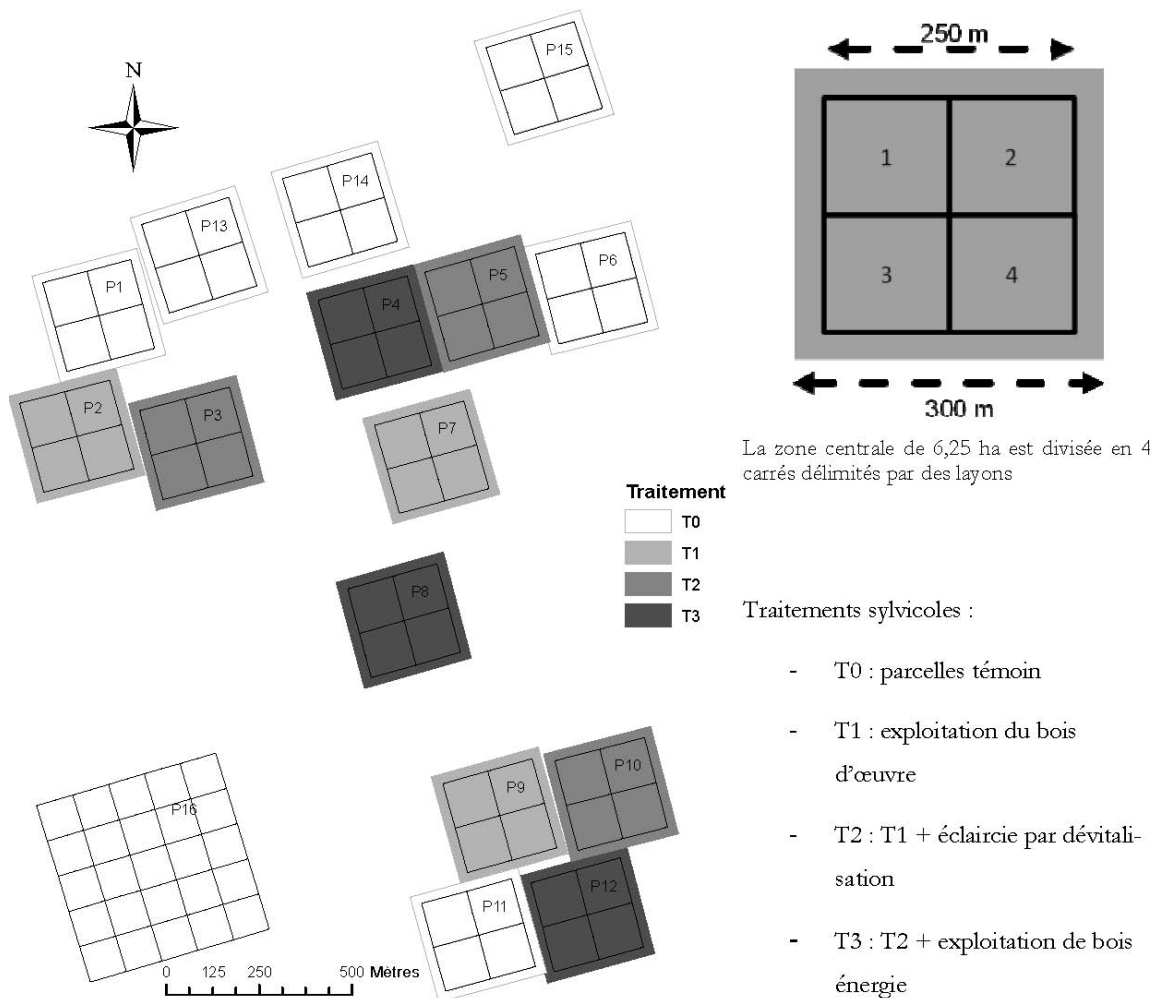 N
P15
P14
P13
P1
P6
P5
P4
P2
P3
P7
P8
P9
P10
P16
P11
P12
0 125 250 500 Mètres
Traitement
T0
T1
T2
T3
250 m
1 2
3 4
300 m
La zone centrale de 6,25 ha est divisée en 4
carrés délimités par des layons
Traitements sylvicoles :
- T0 : parcelles témoin
- T1 : exploitation du bois
d’œuvre
- T2 : T1 + éclaircie par dévitali-
sation
- T3 : T2 + exploitation de bois
énergie